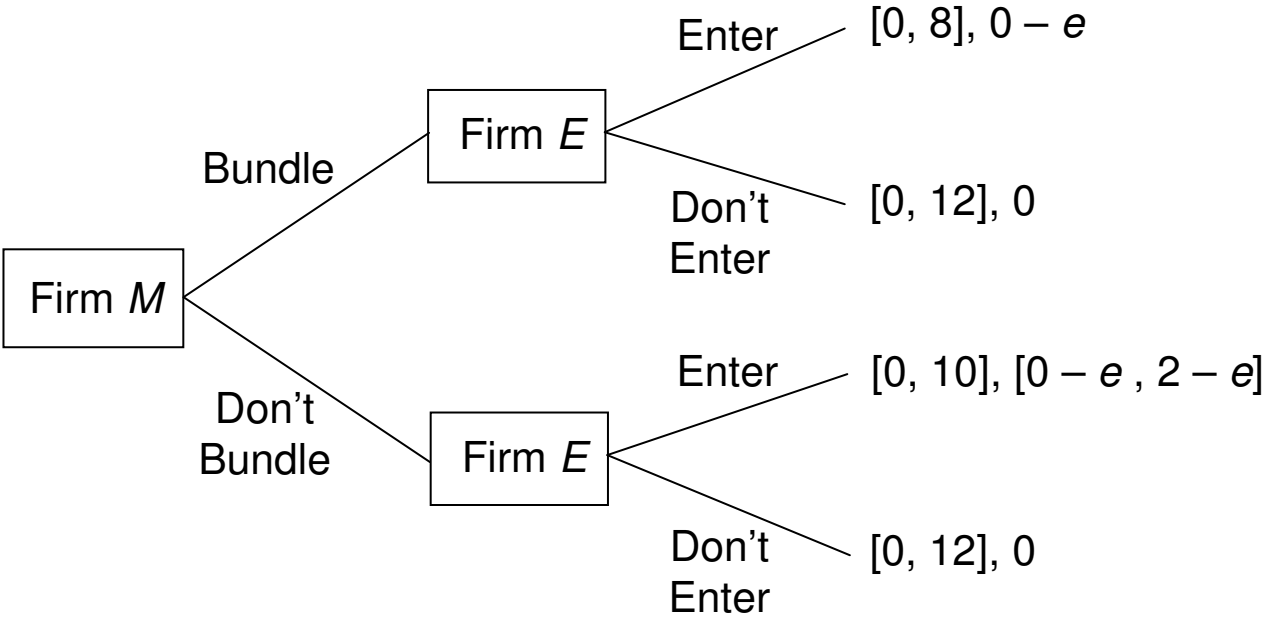 Enter
[0, 8], 0 – e
Firm E
Bundle
Don't
Enter
[0, 12], 0
Firm M
Don't
Bundle
Enter
[0, 10], [0 – e , 2 – e]
Firm E
Don't
Enter
[0, 12], 0